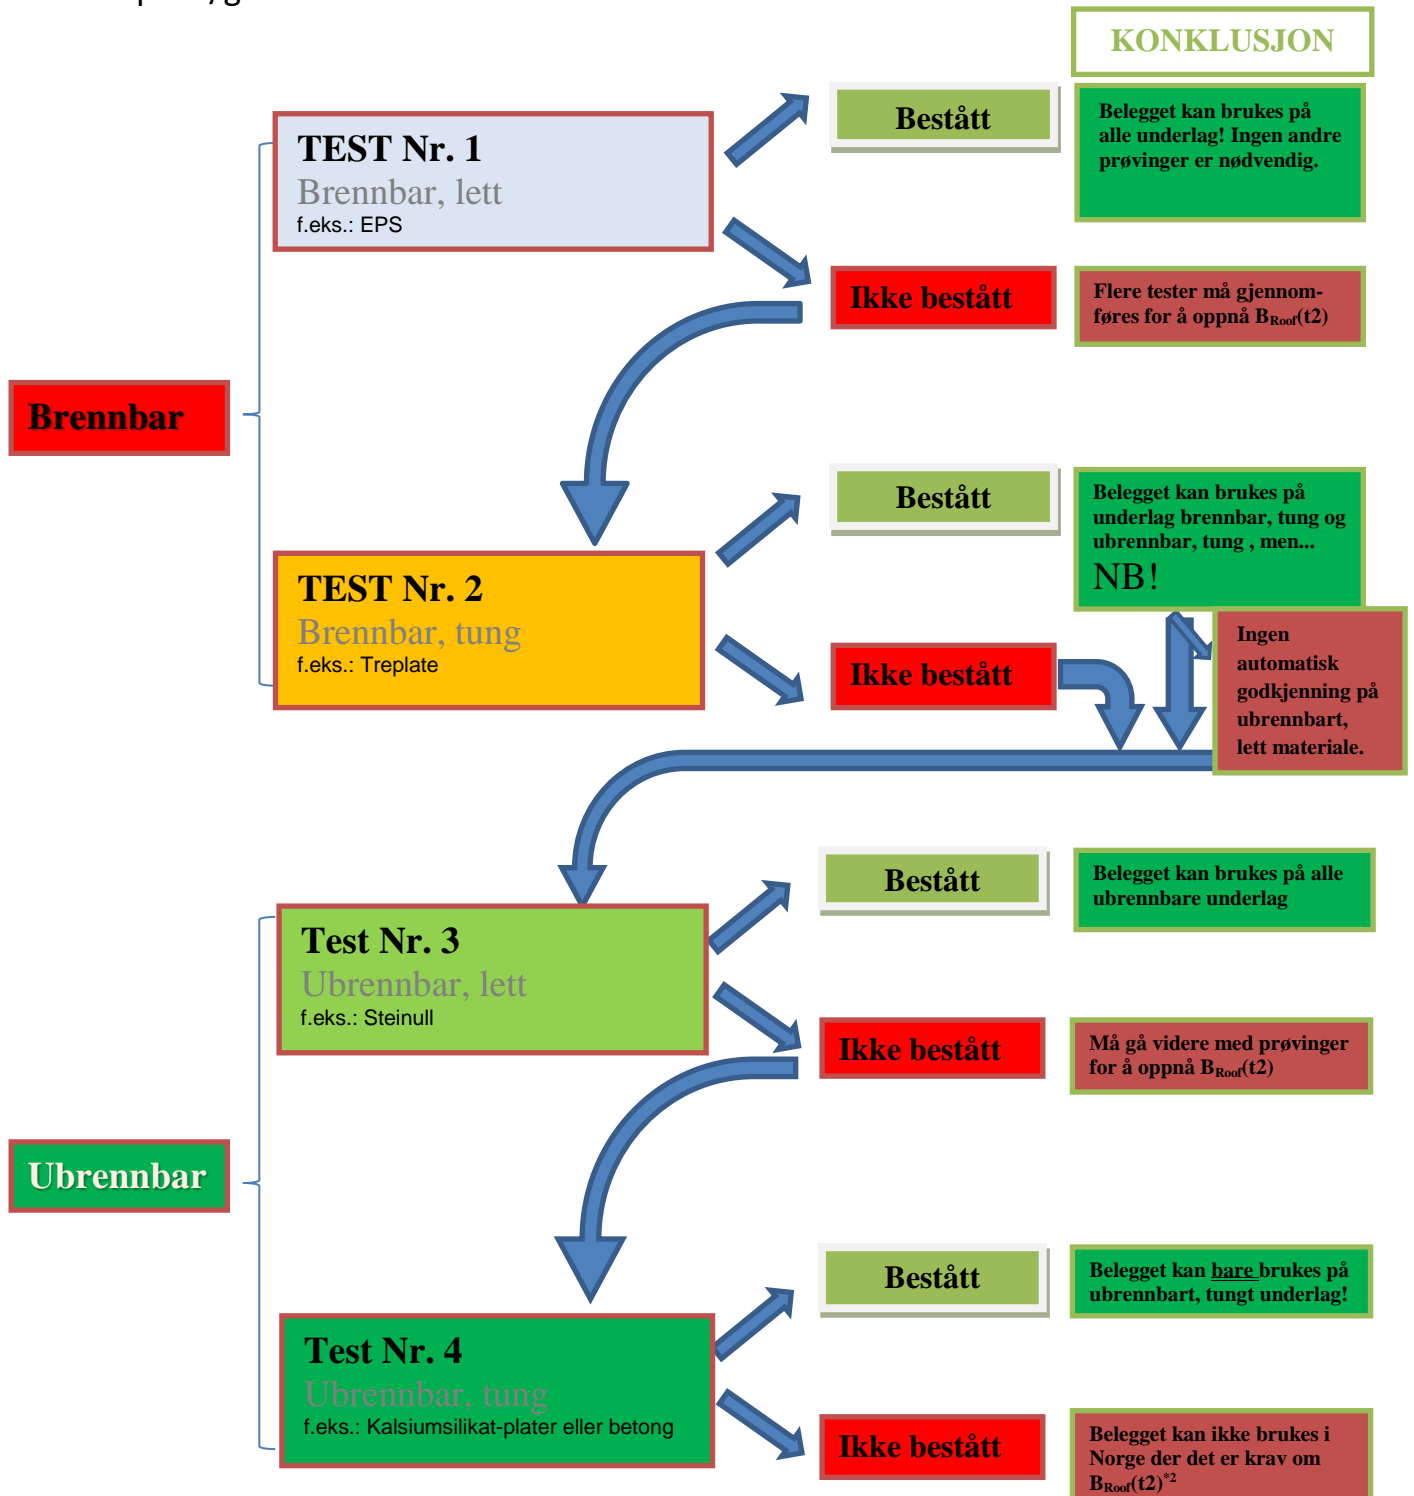 KONKLUSJON
TEST Nr. 1
Brennbar, lett
f.eks.: EPS
Bestått
Belegget kan brukes på
alle underlag! Ingen andre
prøvinger er nødvendig.
Ikke bestått
Flere tester må gjennom-
føres for å oppnå BRoof(t2)
Brennbar
TEST Nr. 2
Brennbar, tung
f.eks.: Treplate
Bestått
Belegget kan brukes på
underlag brennbar, tung og
ubrennbar, tung , men...
NB!
Ikke bestått
Ingen
automatisk
godkjenning på
ubrennbart,
lett materiale.
Test Nr. 3
Ubrennbar, lett
f.eks.: Steinull
Bestått
Belegget kan brukes på alle
ubrennbare underlag
Ikke bestått
Må gå videre med prøvinger
for å oppnå BRoof(t2)
Ubrennbar
Test Nr. 4
Ubrennbar, tung
f.eks.: Kalsiumsilikat-plater eller betong
Bestått
Belegget kan bare brukes på
ubrennbart, tungt underlag!
Ikke bestått
Belegget kan ikke brukes i
Norge der det er krav om
BRoof(t2)*2